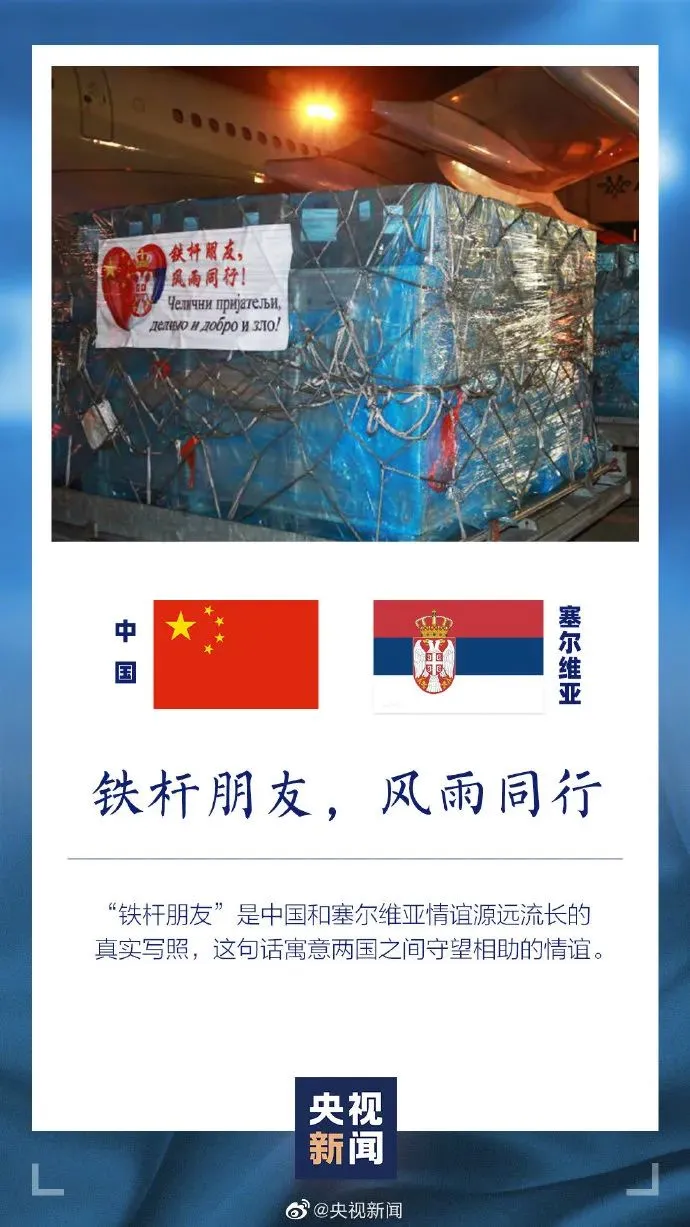 铁杆朋友，
风雨同行！
Челични пријатељи,
делимо и добро и зло!
中国
塞尔维亚
铁杆朋友，风雨同行
“铁杆朋友”是中国和塞尔维亚情谊源远流长的
真实写照，这句话寓意两国之间守望相助的情谊。
央视
新闻
@央视新闻